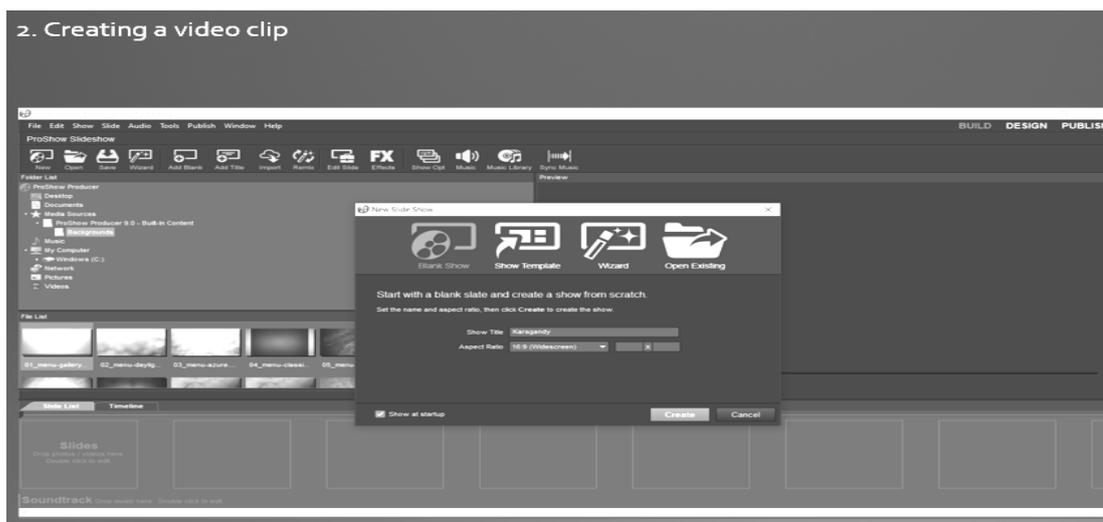 2. Creating a video clip
File Edit Show Slide Audio Tools Publish Window Help
BUILD DESIGN PUBLIS
ProShow Slideshow
New Open Save Wizard Add Blank Add Title Import Remix Edit Slide Effects Show Opt Music Music Library Sync Music
FX
Folder List
Preview
ProShow Producer
Desktop
Documents
Media Sources
ProShow Producer 9.0 - Built-in Content
Backgrounds
Music
My Computer
Windows (C:)
Network
Pictures
Videos
New Slide Show
Blank Show Show Template Wizard Open Existing
Start with a blank slate and create a show from scratch.
Set the name and aspect ratio, then click Create to create the show.
Show Title Karagandy
Aspect Ratio 16:9 (Widescreen) X
Show at startup
Create Cancel
File List
01_menu-gallery... 02_menu-daylig... 03_menu-azure... 04_menu-classi... 05_menu
Slide List Timeline
Slides
Drop photos / videos here
Double click to edit
Soundtrack Drop music here Double click to edit